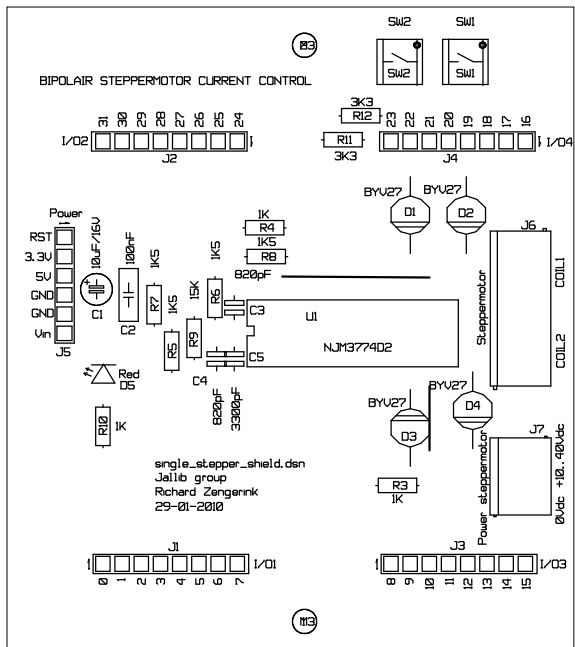 SW2 SW1
Ø3
SW2 SW1
BIPOLAIR STEPPERMOTOR CURRENT CONTROL
3K3
31 30 29 28 27 26 25 24
R12
23 22 21 20 19 18 17 16
I/O2
R11
I/O4
J2
3K3
J4
BYV27 BYV27
Power
D1 D2
RST
3.3V
5V
GND
GND
Vin
J5
10uF/16V
C1
100nF
C2
1K5
R7
1K5
R5
15K
R9
1K5
R6
1K
R4
1K5
R8
820pF
C3
U1
NJM3774D2
C5
C4
820pF
3300pF
J6
Steppermotor
COIL1
COIL2
Red
D5
R10
1K
BYV27 BYV27
D3
D4
J7
Power steppermotor
0Vdc +10..40Vdc
R3
1K
single_stepper_shield.dsn
Jallib group
Richard Zengerink
29-01-2010
J1
I/O1
0 1 2 3 4 5 6 7
J3
I/O3
8 9 10 11 12 13 14 15